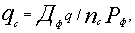 q_c = Д_ф q / n_c P_ф,